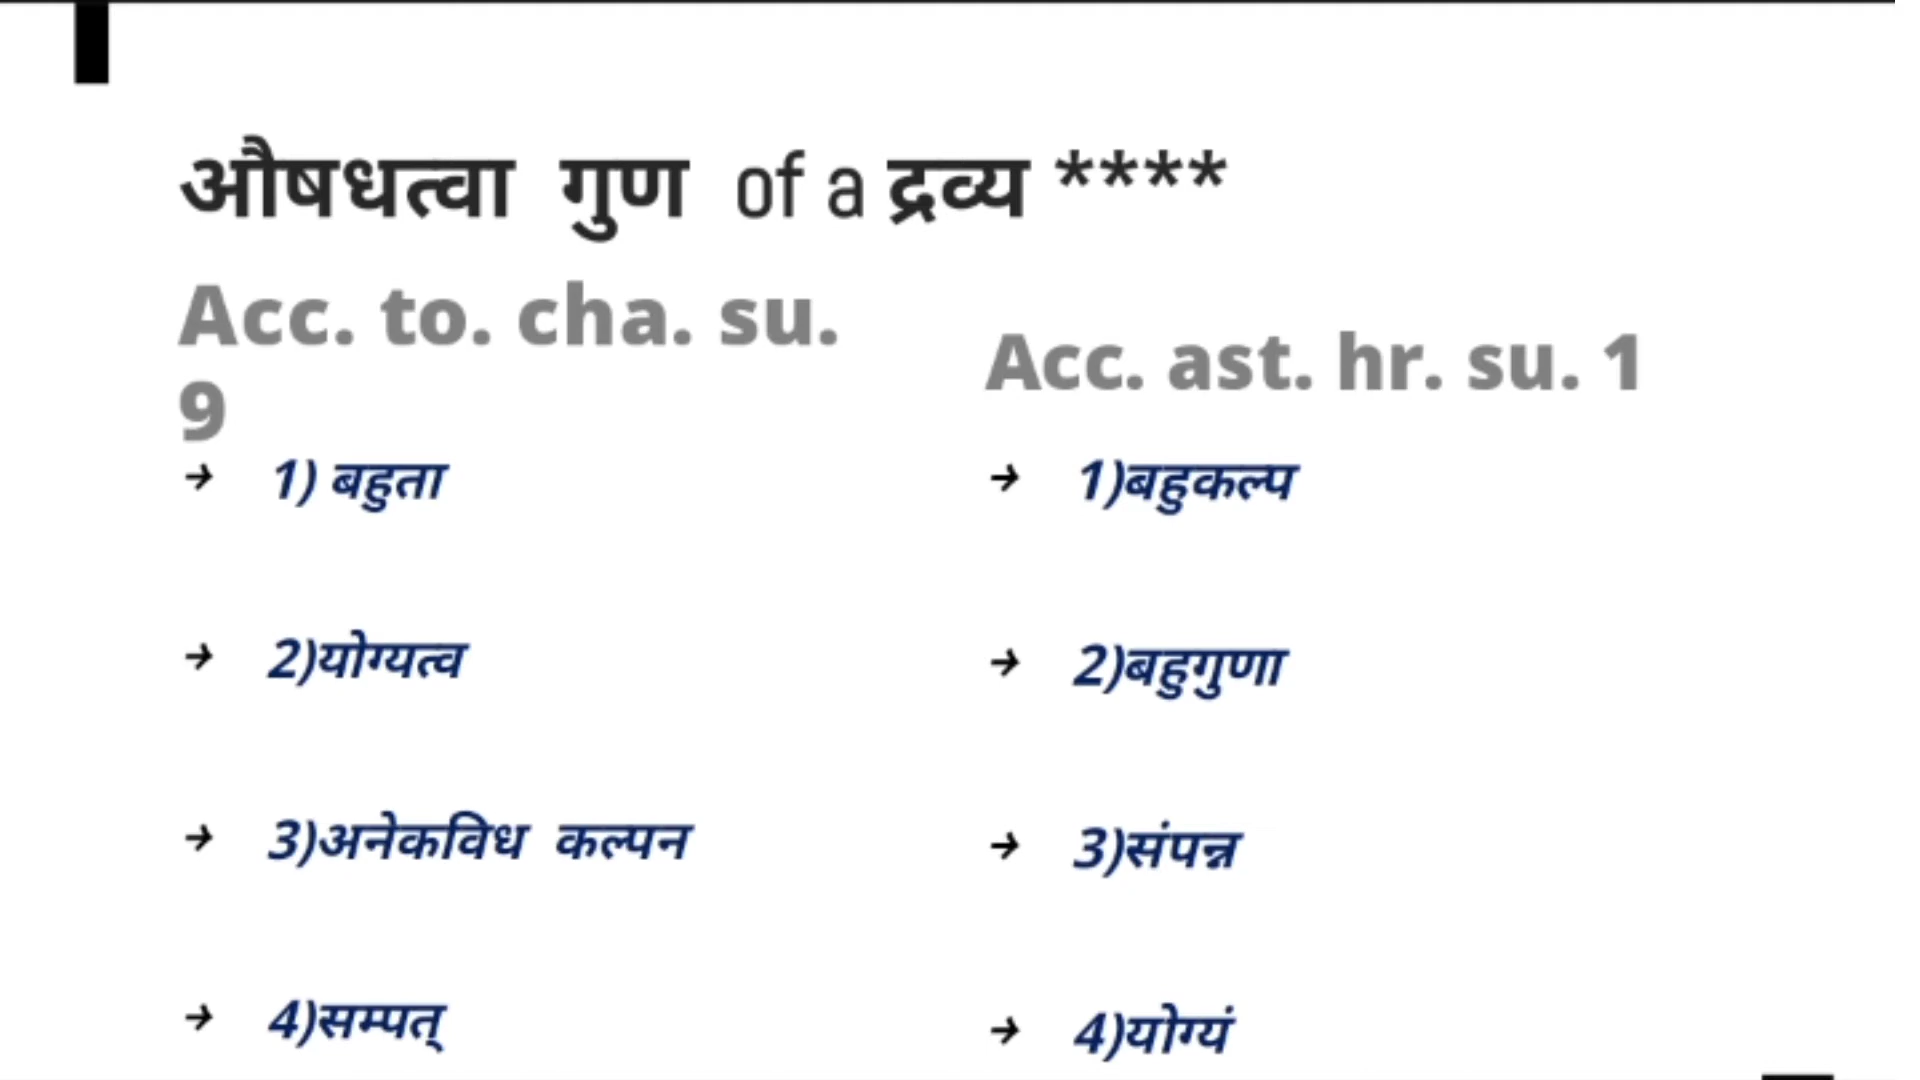 औषधत्वा गुण of a द्रव्य ****
Acc. to. cha. su.
9
→ 1) बहुता
→ 2)योग्यत्व
→ 3)अनेकविध कल्पन
→ 4)सम्पत्
Acc. ast. hr. su. 1
→ 1)बहुकल्प
→ 2)बहुगुणा
→ 3)संपन्न
→ 4)योग्यं